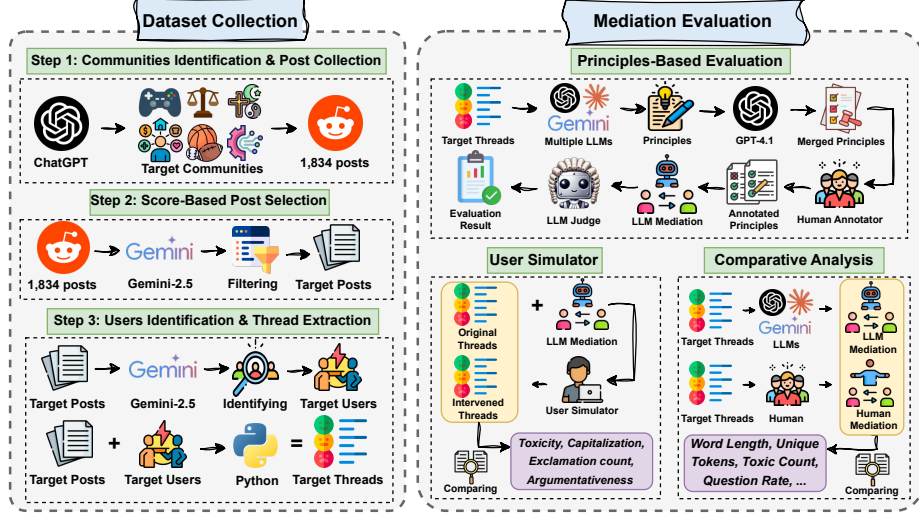 Dataset Collection
Step 1: Communities Identification & Post Collection
ChatGPT
Target Communities
1,834 posts
Step 2: Score-Based Post Selection
1,834 posts
Gemini
Gemini-2.5
Filtering
Target Posts
Step 3: Users Identification & Thread Extraction
Target Posts
Gemini
Gemini-2.5
Identifying
Target Users
Target Posts
+
Target Users
Python
=
Target Threads
Mediation Evaluation
Principles-Based Evaluation
Target Threads
Gemini
Multiple LLMs
Principles
GPT-4.1
Merged Principles
Evaluation
Result
LLM Judge
LLM Mediation
Annotated
Principles
Human Annotator
User Simulator
Original
Threads
+
LLM Mediation
Intervened
Threads
User Simulator
Comparing
Toxicity, Capitalization,
Exclamation count,
Argumentativeness
Comparative Analysis
Target Threads
Gemini
LLMs
LLM
Mediation
Target Threads
Human
Human
Mediation
Word Length, Unique
Tokens, Toxic Count,
Question Rate, ...
Comparing